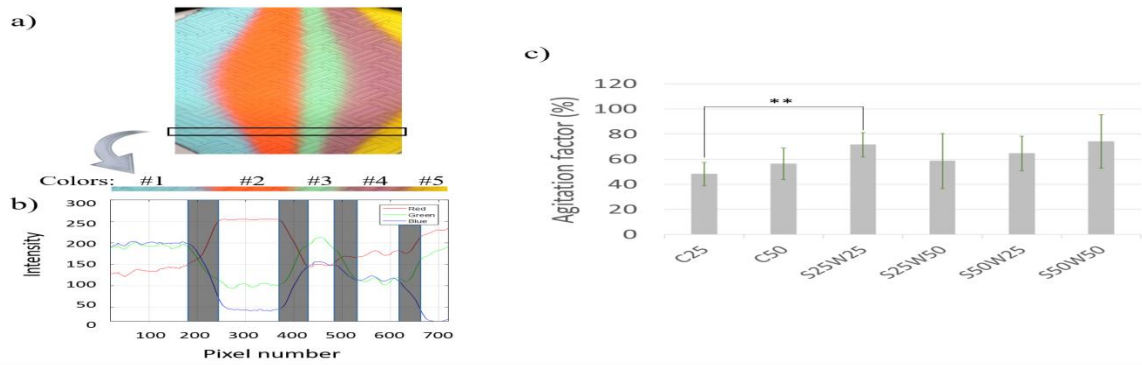 a)
Colors: #1 #2 #3 #4 #5
b)
300
250
200
150
100
50
0
Intensity
Red
Green
Blue
100 200 300 400 500 600 700
Pixel number
c)
Agitation factor (%)
120
100
80
60
40
20
0
**
C25 C50 S25W25 S25W50 S50W25 S50W50